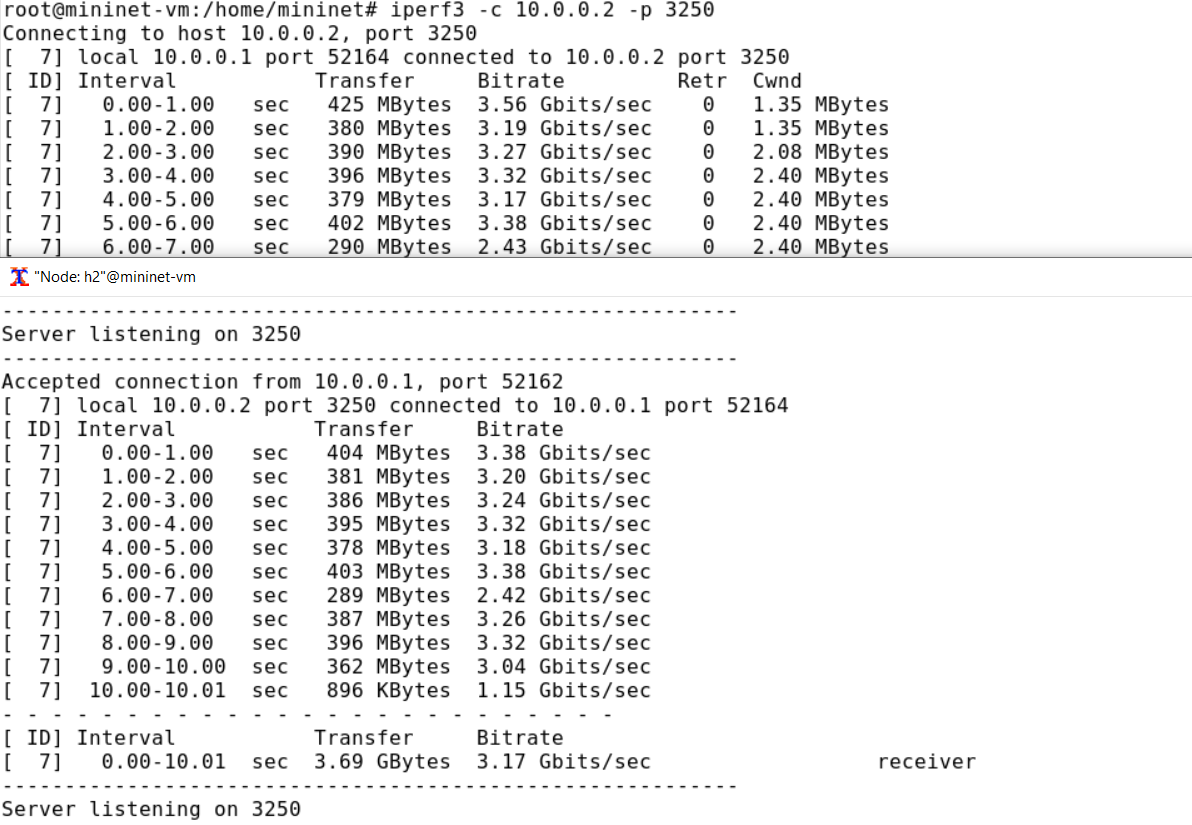 root@mininet-vm:/home/mininet# iperf3 -c 10.0.0.2 -p 3250
Connecting to host 10.0.0.2, port 3250
[  7] local 10.0.0.1 port 52164 connected to 10.0.0.2 port 3250
[ ID] Interval           Transfer     Bitrate         Retr  Cwnd
[  7]   0.00-1.00   sec   425 MBytes  3.56 Gbits/sec    0   1.35 MBytes
[  7]   1.00-2.00   sec   380 MBytes  3.19 Gbits/sec    0   1.35 MBytes
[  7]   2.00-3.00   sec   390 MBytes  3.27 Gbits/sec    0   2.08 MBytes
[  7]   3.00-4.00   sec   396 MBytes  3.32 Gbits/sec    0   2.40 MBytes
[  7]   4.00-5.00   sec   379 MBytes  3.17 Gbits/sec    0   2.40 MBytes
[  7]   5.00-6.00   sec   402 MBytes  3.38 Gbits/sec    0   2.40 MBytes
[  7]   6.00-7.00   sec   290 MBytes  2.43 Gbits/sec    0   2.40 MBytes
"Node: h2"@mininet-vm
-----------------------------------------------------------
Server listening on 3250
-----------------------------------------------------------
Accepted connection from 10.0.0.1, port 52162
[  7] local 10.0.0.2 port 3250 connected to 10.0.0.1 port 52164
[ ID] Interval           Transfer     Bitrate
[  7]   0.00-1.00   sec   404 MBytes  3.38 Gbits/sec
[  7]   1.00-2.00   sec   381 MBytes  3.20 Gbits/sec
[  7]   2.00-3.00   sec   386 MBytes  3.24 Gbits/sec
[  7]   3.00-4.00   sec   395 MBytes  3.32 Gbits/sec
[  7]   4.00-5.00   sec   378 MBytes  3.18 Gbits/sec
[  7]   5.00-6.00   sec   403 MBytes  3.38 Gbits/sec
[  7]   6.00-7.00   sec   289 MBytes  2.42 Gbits/sec
[  7]   7.00-8.00   sec   387 MBytes  3.26 Gbits/sec
[  7]   8.00-9.00   sec   396 MBytes  3.32 Gbits/sec
[  7]   9.00-10.00  sec   362 MBytes  3.04 Gbits/sec
[  7]  10.00-10.01  sec   896 KBytes  1.15 Gbits/sec
- - - - - - - - - - - - - - - - - - - - - - - - -
[ ID] Interval           Transfer     Bitrate
[  7]   0.00-10.01  sec  3.69 GBytes  3.17 Gbits/sec                  receiver
-----------------------------------------------------------
Server listening on 3250